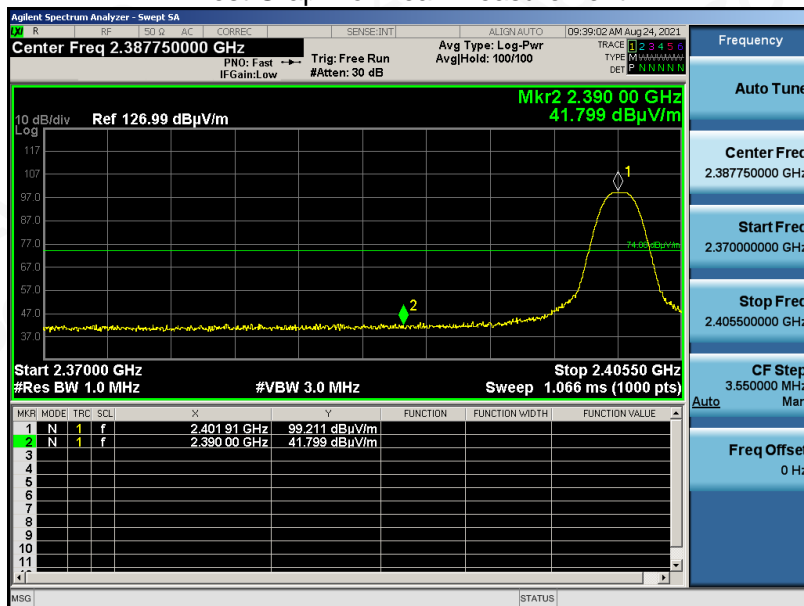 Agilent Spectrum Analyzer - Swept SA
R RF 50 Ω AC CORREC SENSE:INT ALIGN AUTO 09:39:02 AM Aug 24, 2021
Center Freq 2.387750000 GHz
PNO: Fast
IFGain:Low
Trig: Free Run
#Atten: 30 dB
Avg Type: Log-Pwr
Avg|Hold: 100/100
TRACE 1 2 3 4 5 6
TYPE M
DET P N N N N N
Mkr2 2.390 00 GHz
41.799 dBµV/m
10 dB/div Ref 126.99 dBµV/m
Log
117
107
97.0
87.0
77.0
67.0
57.0
47.0
37.0
1
74.00 dBµV/m
2
Start 2.37000 GHz Stop 2.40550 GHz
#Res BW 1.0 MHz #VBW 3.0 MHz Sweep 1.066 ms (1000 pts)
MKR MODE TRC SCL X Y FUNCTION FUNCTION WIDTH FUNCTION VALUE
1 N 1 f 2.401 91 GHz 99.211 dBµV/m
2 N 1 f 2.390 00 GHz 41.799 dBµV/m
3
4
5
6
7
8
9
10
11
MSG STATUS
Frequency
Auto Tune
Center Freq
2.387750000 GHz
Start Freq
2.370000000 GHz
Stop Freq
2.405500000 GHz
CF Step
3.550000 MHz
Auto Man
Freq Offset
0 Hz